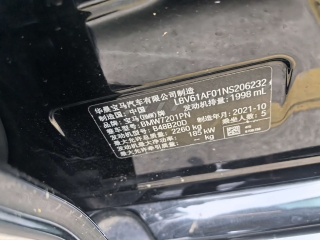 华晨宝马汽车有限公司制造
LBV61AF01NS206232
制造国：中国
发动机排量：1998 mL
品牌：宝马(BMW)牌
整车型号：BMW7201PN
制造年月：2021-10
发动机型号：B48B20D
乘坐人数：5
最大允许总质量：2260 kg
发动机最大净功率：185 kW